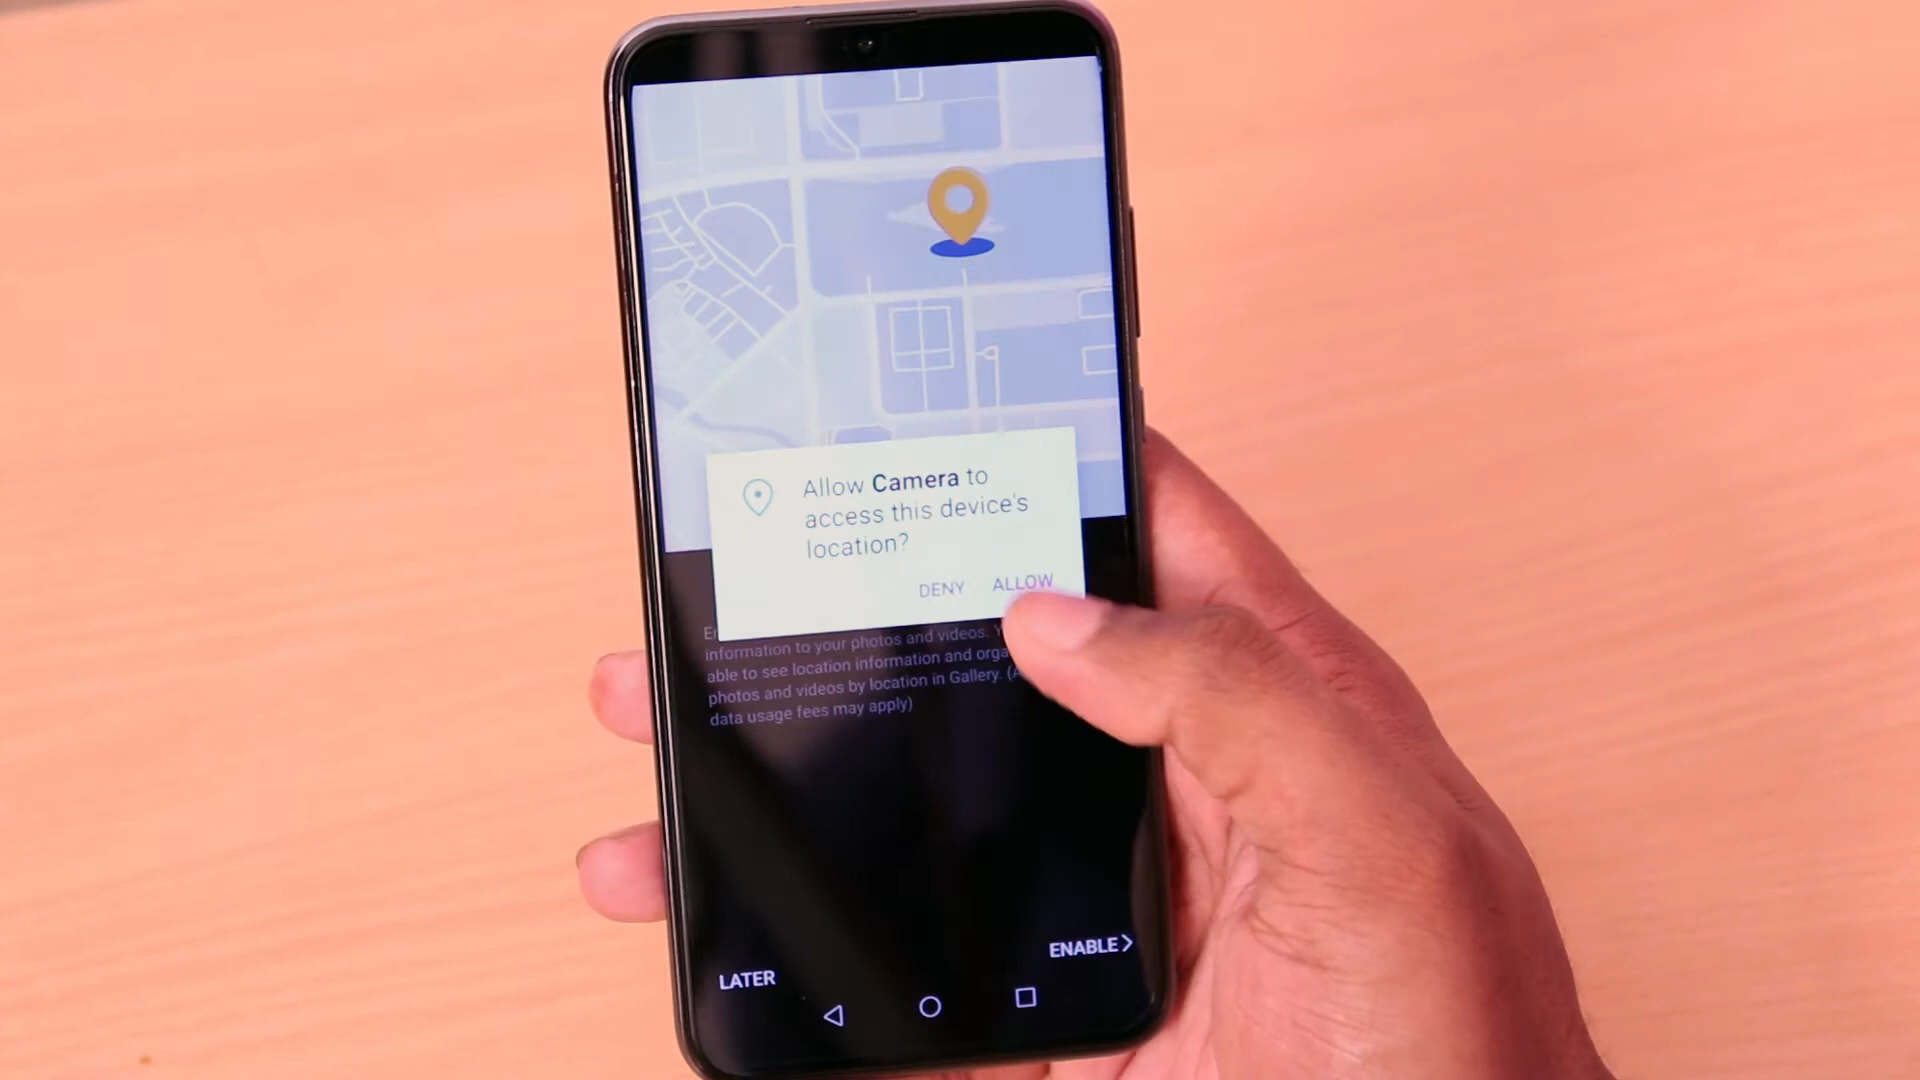 Allow Camera to
access this device's
location?
DENY ALLOW
information to your photos and videos.
able to see location information and
photos and videos by location in Gallery.
data usage fees may apply)
LATER
ENABLE